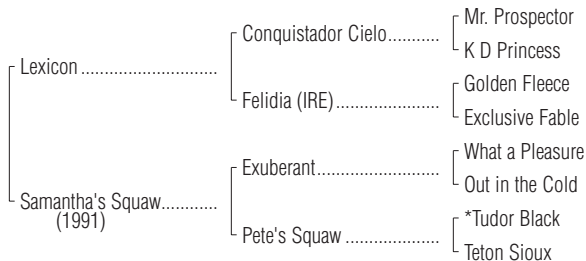 Mr. Prospector
Conquistador Cielo...........
K D Princess
Lexicon .............................
Golden Fleece
Felidia (IRE)......................
Exclusive Fable
What a Pleasure
Exuberant..........................
Out in the Cold
Samantha's Squaw............
(1991)
*Tudor Black
Pete's Squaw ....................
Teton Sioux